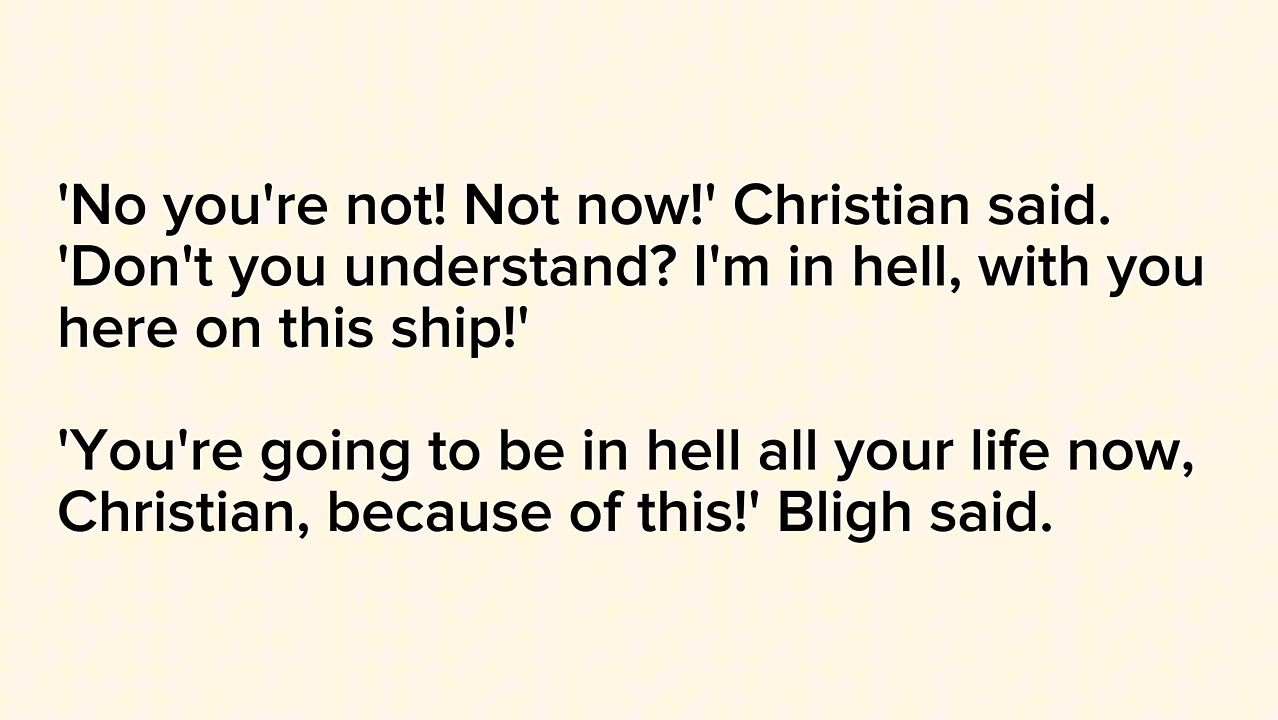 'No you're not! Not now!' Christian said.
'Don't you understand? I'm in hell, with you
here on this ship!'
'You're going to be in hell all your life now,
Christian, because of this!' Bligh said.